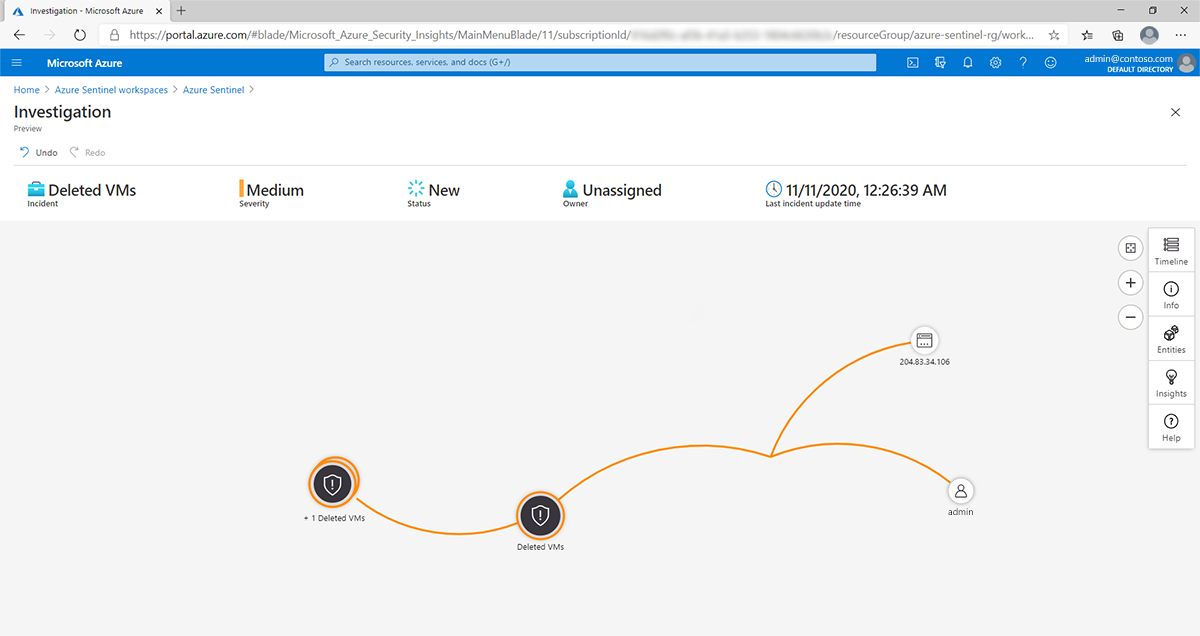 Investigation - Microsoft Azure
https://portal.azure.com/#blade/Microsoft_Azure_Security_Insights/MainMenuBlade/11/subscriptionId/ /resourceGroup/azure-sentinel-rg/work...
Microsoft Azure
Search resources, services, and docs (G+/)
admin@contoso.com
DEFAULT DIRECTORY
Home > Azure Sentinel workspaces > Azure Sentinel >
Investigation
Preview
Undo Redo
Deleted VMs Medium New Unassigned 11/11/2020, 12:26:39 AM
Incident Severity Status Owner Last incident update time
Timeline
Info
Entities
Insights
Help
204.83.34.106
+ 1 Deleted VMs
Deleted VMs
admin